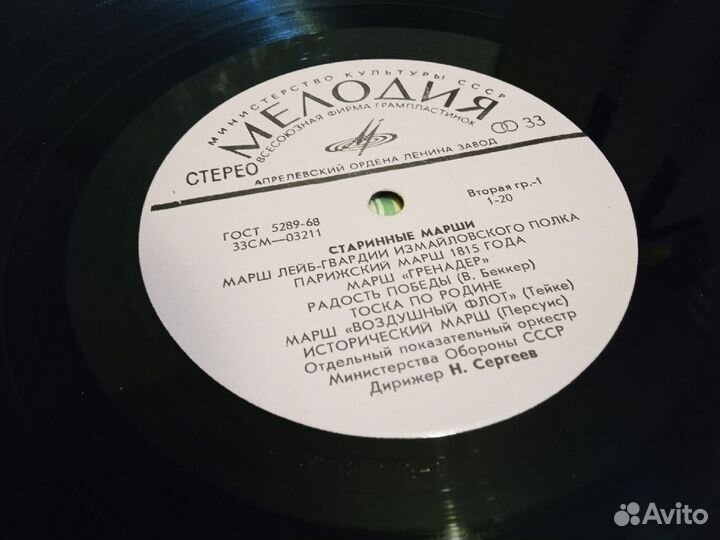 МИНИСТЕРСТВО КУЛЬТУРЫ СССР
МЕЛОДИЯ
ВСЕСОЮЗНАЯ ФИРМА ГРАМПЛАСТИНОК
СТЕРЕО
33
АПРЕЛЕВСКИЙ ОРДЕНА ЛЕНИНА ЗАВОД
ГОСТ 5289-68
33СМ—03211
Вторая гр.-1
1-20
СТАРИННЫЕ МАРШИ
МАРШ ЛЕЙБ-ГВАРДИИ ИЗМАЙЛОВСКОГО ПОЛКА
ПАРИЖСКИЙ МАРШ 1815 ГОДА
МАРШ «ГРЕНАДЕР»
РАДОСТЬ ПОБЕДЫ (В. Беккер)
ТОСКА ПО РОДИНЕ
МАРШ «ВОЗДУШНЫЙ ФЛОТ» (Тейке)
ИСТОРИЧЕСКИЙ МАРШ (Персуис)
Отдельный показательный оркестр
Министерства Обороны СССР
Дирижер Н. Сергеев
Avito